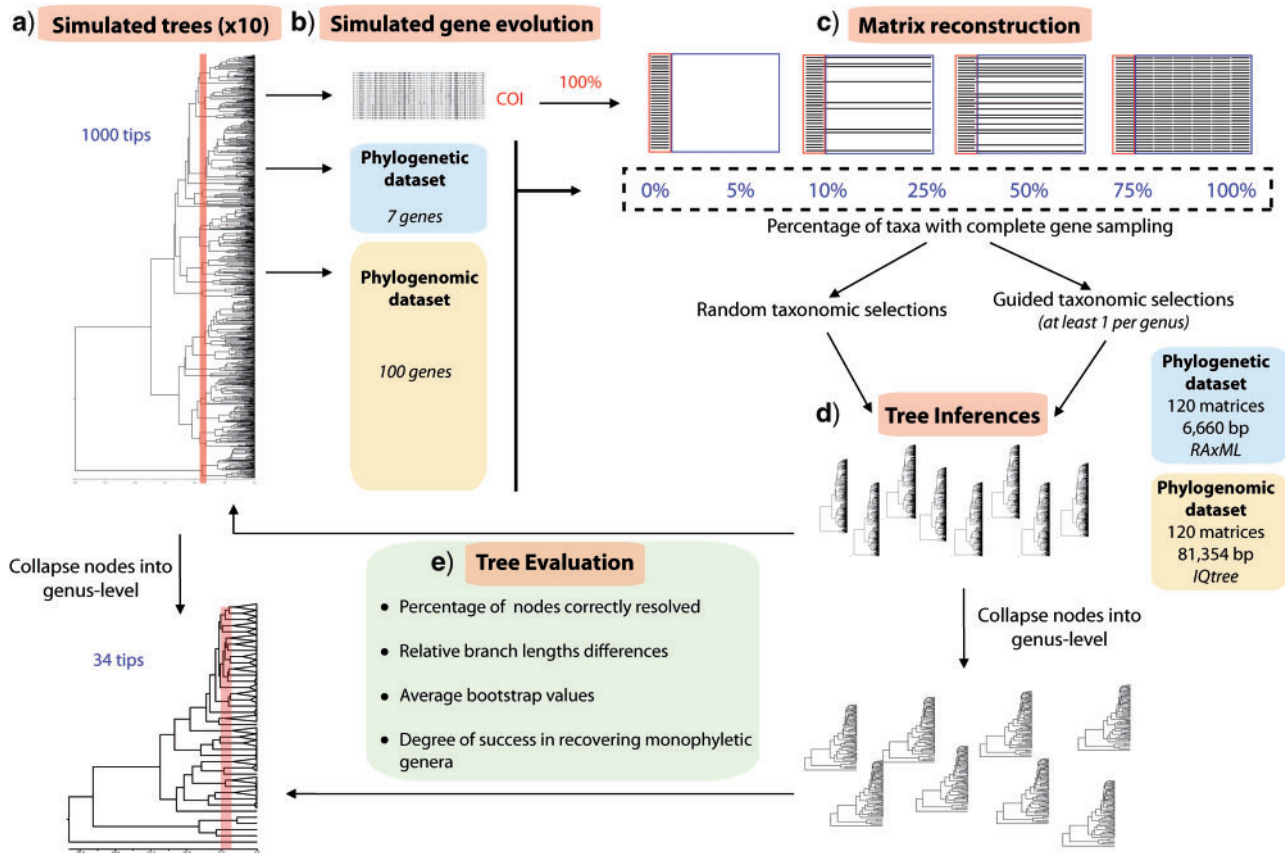 a) Simulated trees (x10)
1000 tips
b) Simulated gene evolution
COI
100%
Phylogenetic
dataset
7 genes
Phylogenomic
dataset
100 genes
c) Matrix reconstruction
0% 5% 10% 25% 50% 75% 100%
Percentage of taxa with complete gene sampling
Random taxonomic selections
Guided taxonomic selections
(at least 1 per genus)
d) Tree Inferences
Phylogenetic
dataset
120 matrices
6,660 bp
RAxML
Phylogenomic
dataset
120 matrices
81,354 bp
IQtree
Collapse nodes into
genus-level
34 tips
e) Tree Evaluation
• Percentage of nodes correctly resolved
• Relative branch lengths differences
• Average bootstrap values
• Degree of success in recovering monophyletic
genera
Collapse nodes into
genus-level